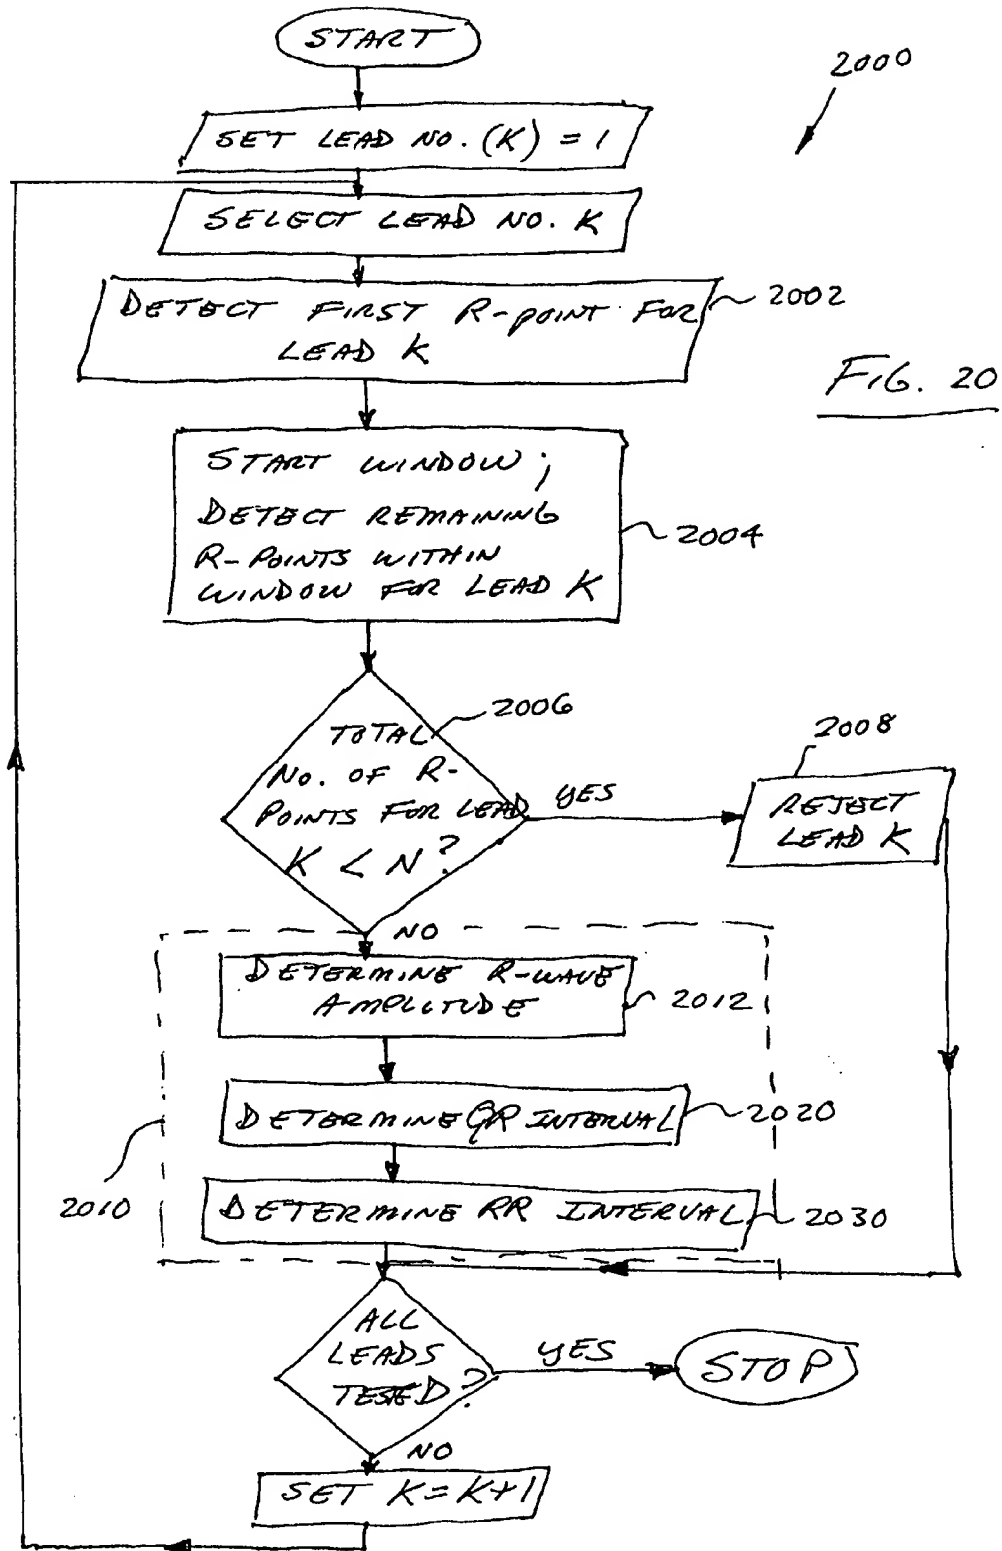 START
2000
SET LEAD NO. (K) = 1
SELECT LEAD NO. K
DETECT FIRST R-POINT FOR
LEAD K
2002
FIG. 20
START WINDOW;
DETECT REMAINING
R-POINTS WITHIN
WINDOW FOR LEAD K
2004
TOTAL
NO. OF R-
POINTS FOR LEAD
K < N?
2006
YES
2008
REJECT
LEAD K
NO
DETERMINE R-WAVE
AMPLITUDE
2012
DETERMINE QR INTERVAL
2020
2010
DETERMINE RR INTERVAL
2030
ALL
LEADS
TESTED?
YES
STOP
NO
SET K=K+1